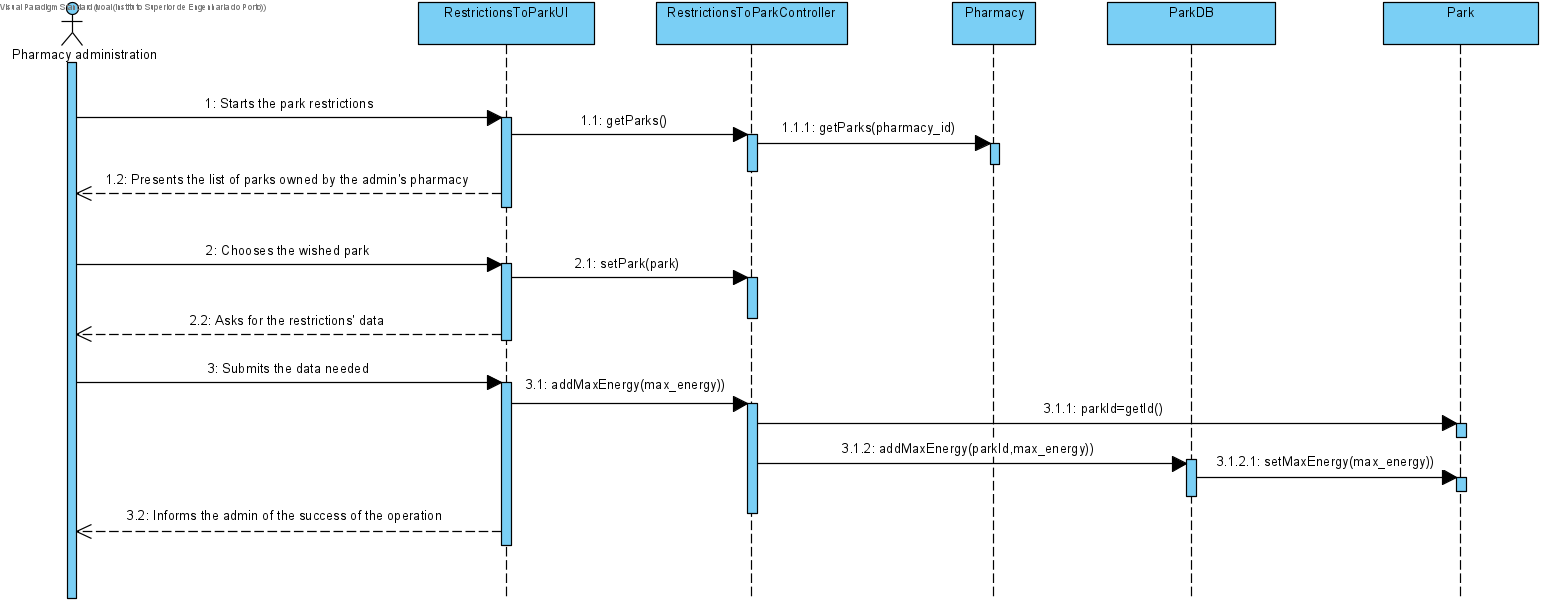 Visual Paradigm Standard (Instituto Superior de Engenharia do Porto)
RestrictionsToParkUI
RestrictionsToParkController
Pharmacy
ParkDB
Park
Pharmacy administration
1: Starts the park restrictions
1.1: getParks()
1.1.1: getParks(pharmacy_id)
1.2: Presents the list of parks owned by the admin's pharmacy
2: Chooses the wished park
2.1: setPark(park)
2.2: Asks for the restrictions' data
3: Submits the data needed
3.1: addMaxEnergy(max_energy))
3.1.1: parkId=getId()
3.1.2: addMaxEnergy(parkId,max_energy))
3.1.2.1: setMaxEnergy(max_energy))
3.2: Informs the admin of the success of the operation